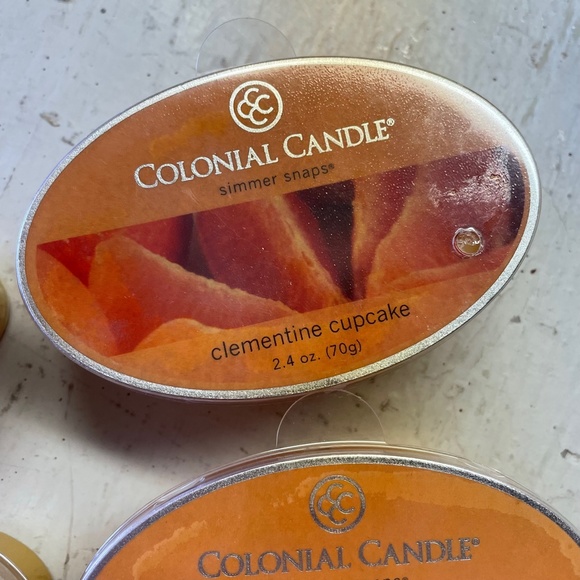 CCC
COLONIAL CANDLE®
simmer snaps®
clementine cupcake
2.4 oz. (70g)
CCC
COLONIAL CANDLE®